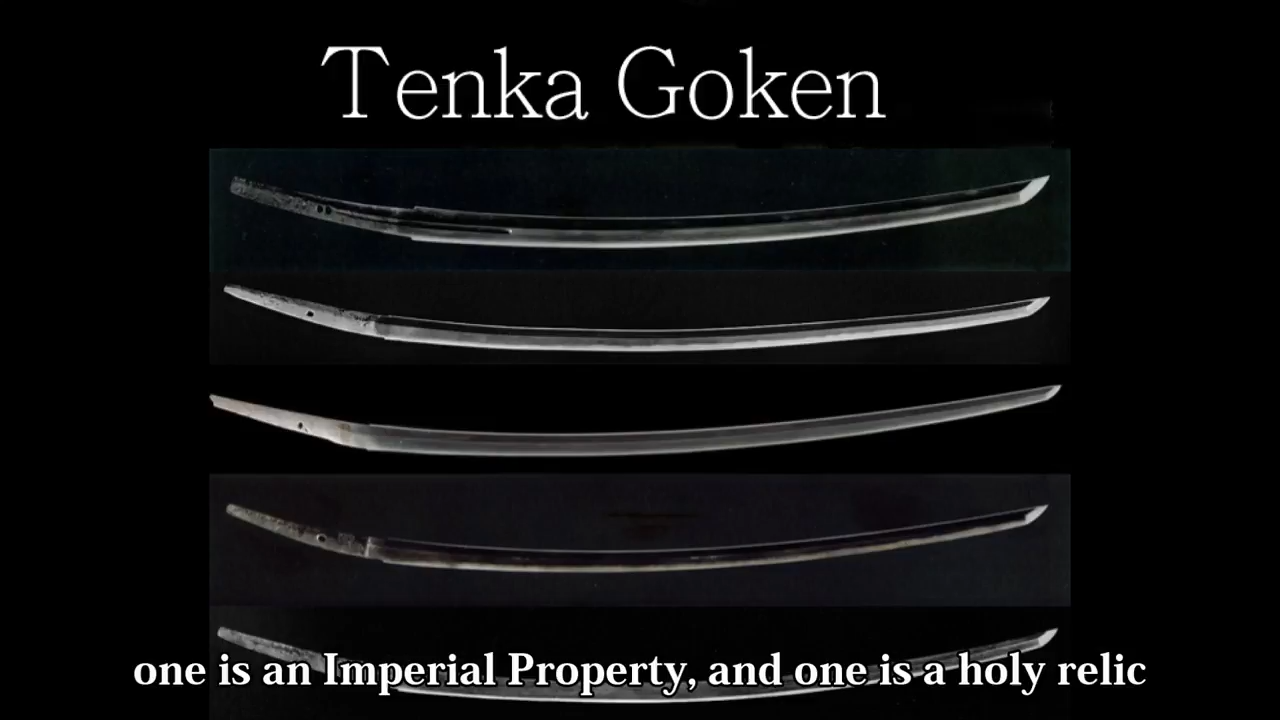 Tenka Goken
one is an Imperial Property, and one is a holy relic